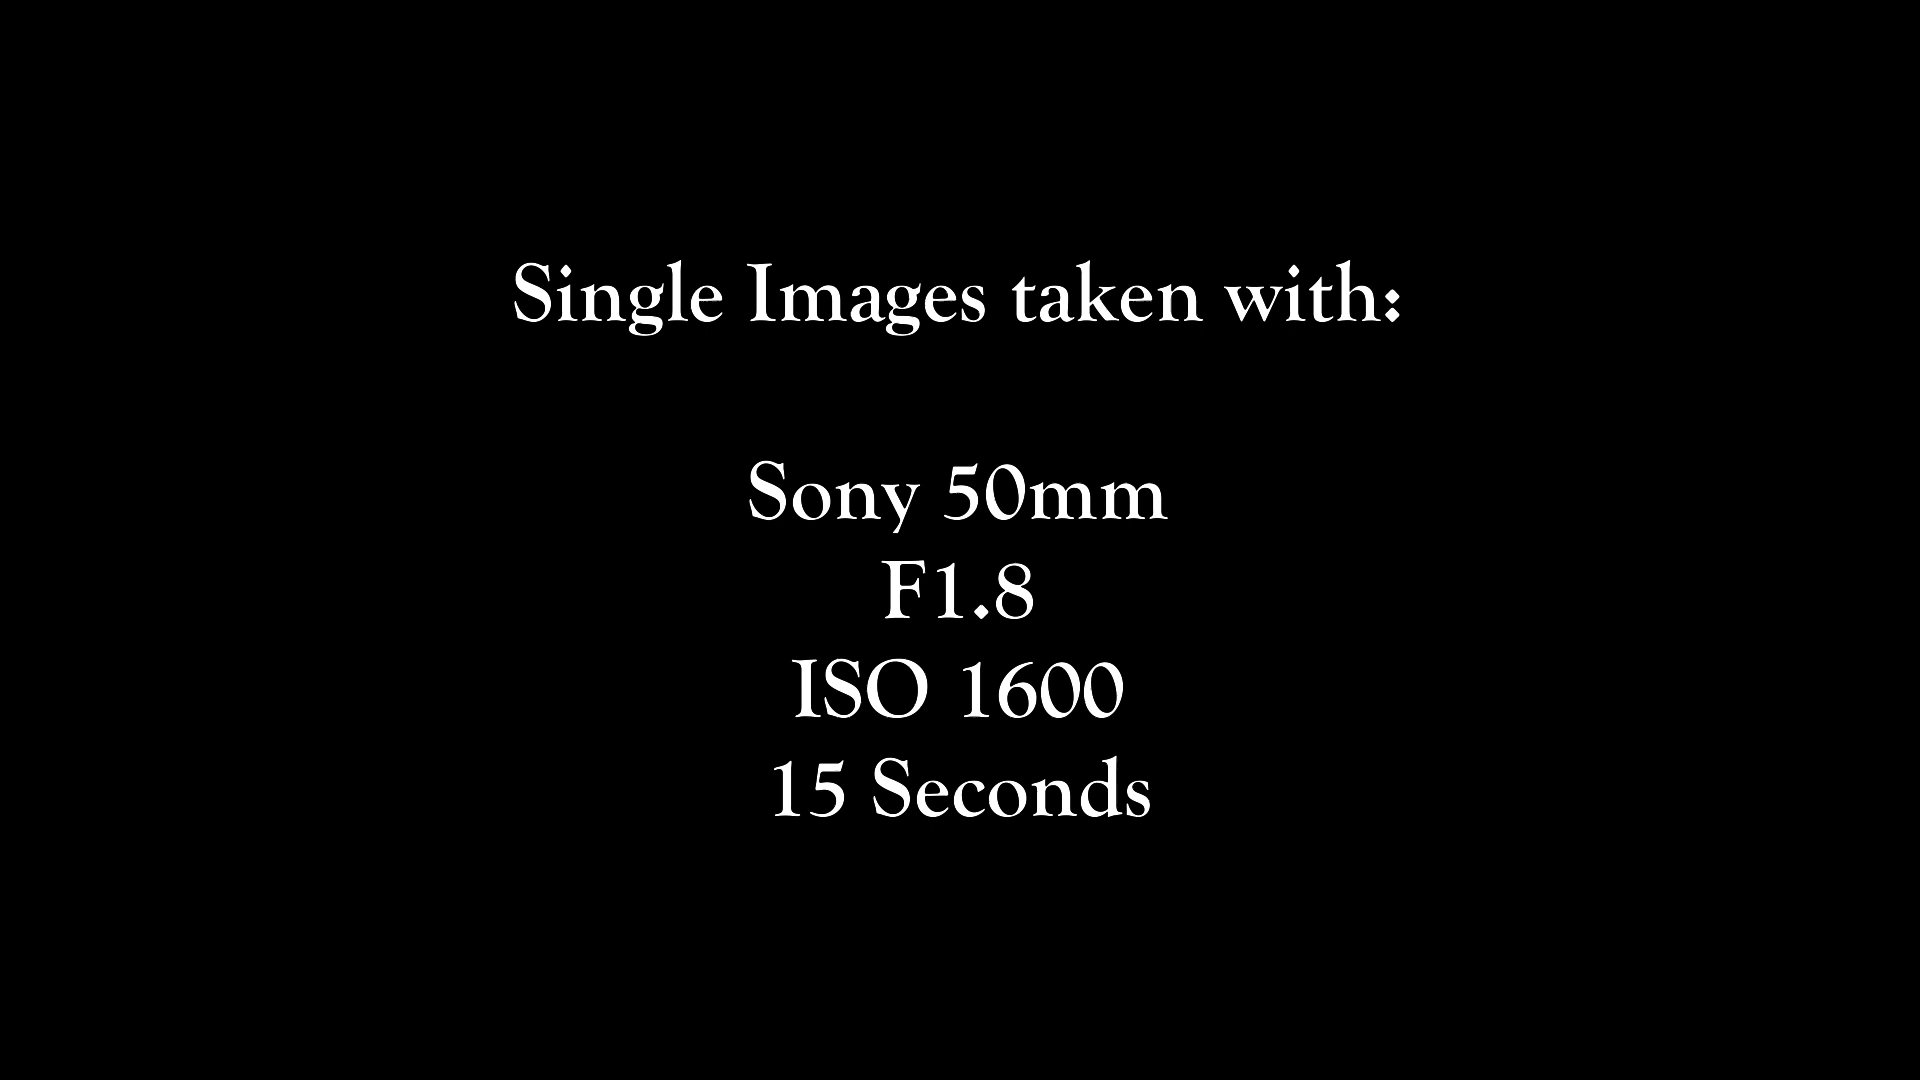 Single Images taken with:
Sony 50mm
F1.8
ISO 1600
15 Seconds